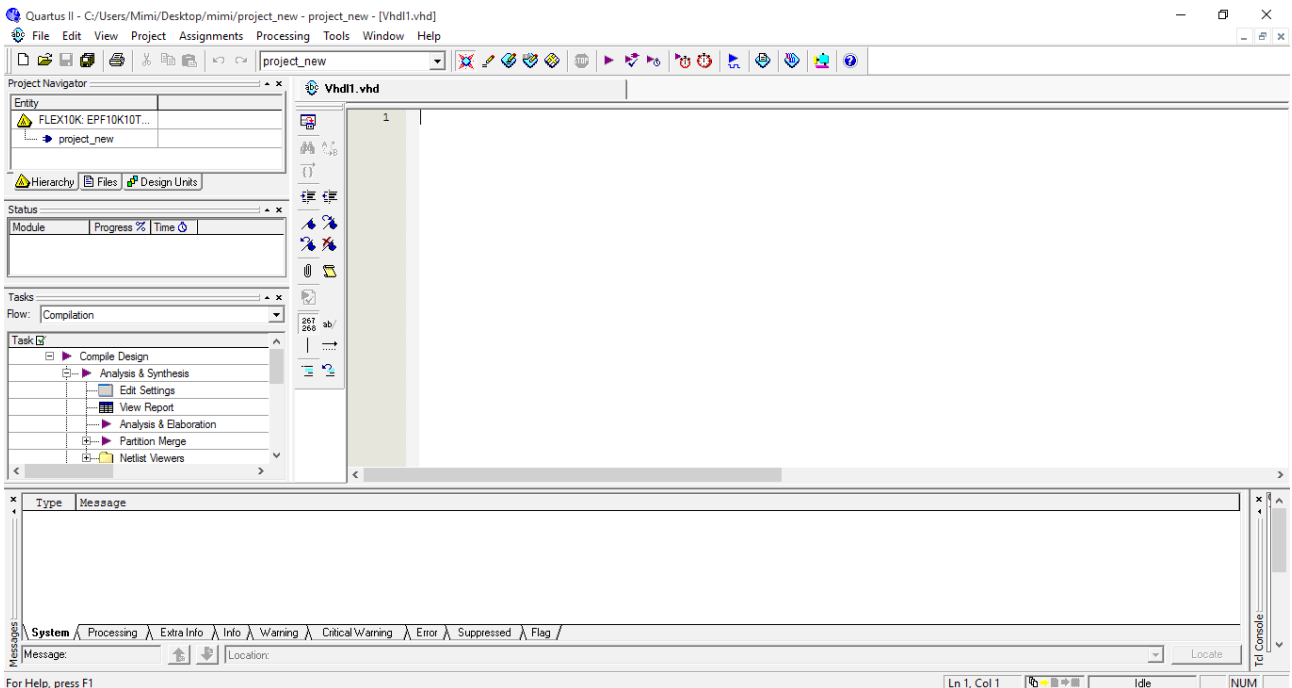 Quartus II - C:/Users/Mimi/Desktop/mimi/project_new - project_new - [Vhdl1.vhd]
File Edit View Project Assignments Processing Tools Window Help
project_new
Project Navigator
Entity
FLEX10K: EPF10K10T...
project_new
Hierarchy Files Design Units
Status
Module Progress % Time
Tasks
Flow: Compilation
Task
Compile Design
Analysis & Synthesis
Edit Settings
View Report
Analysis & Elaboration
Partition Merge
Netlist Viewers
abc Vhdl1.vhd
267
268 ab/
1
Type Message
System Processing Extra Info Info Warning Critical Warning Error Suppressed Flag
Messages
Message: Location: Locate
Tcl Console
For Help, press F1 Ln 1, Col 1 Idle NUM